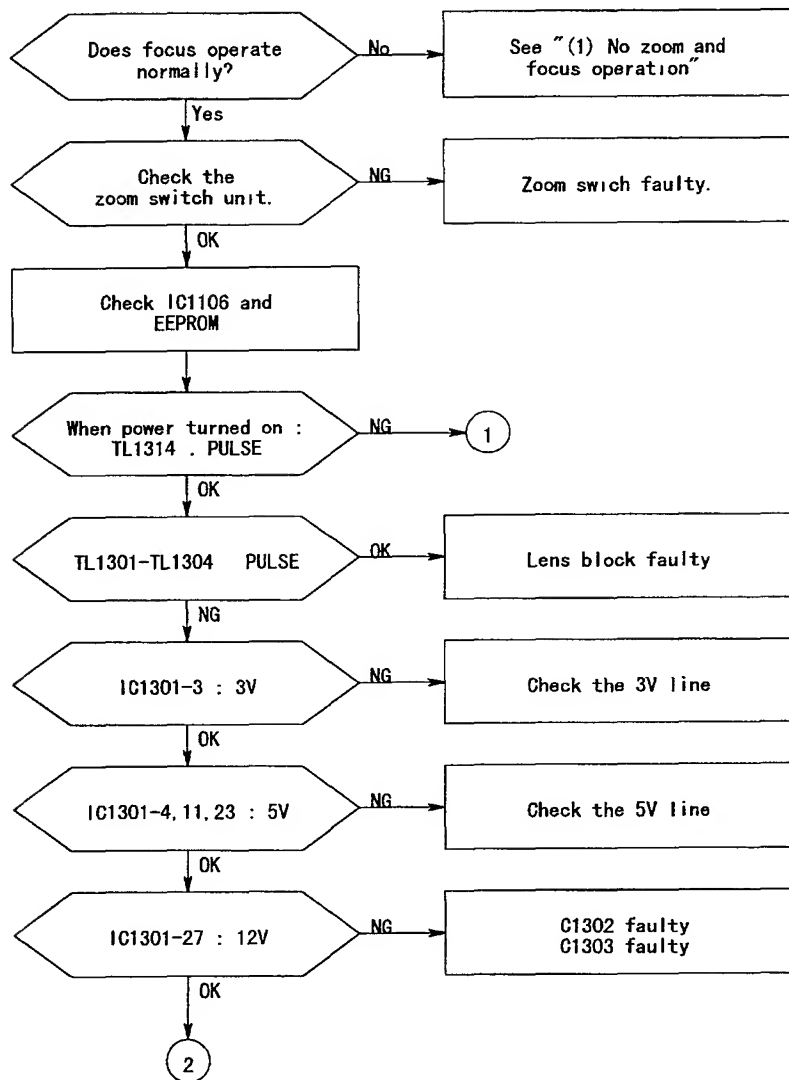 Does focus operate
normally?
No
See "(1) No zoom and
focus operation"
Yes
Check the
zoom switch unit.
NG
Zoom swich faulty.
OK
Check IC1106 and
EEPROM
When power turned on :
TL1314 . PULSE
NG
1
OK
TL1301-TL1304 PULSE
OK
Lens block faulty
NG
IC1301-3 : 3V
NG
Check the 3V line
OK
IC1301-4,11,23 : 5V
NG
Check the 5V line
OK
IC1301-27 : 12V
NG
C1302 faulty
C1303 faulty
OK
2